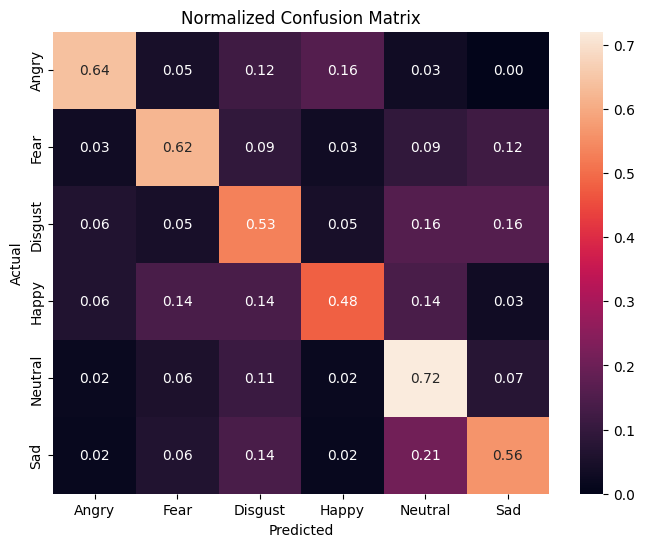 Normalized Confusion Matrix
Actual
Angry 0.64 0.05 0.12 0.16 0.03 0.00
Fear 0.03 0.62 0.09 0.03 0.09 0.12
Disgust 0.06 0.05 0.53 0.05 0.16 0.16
Happy 0.06 0.14 0.14 0.48 0.14 0.03
Neutral 0.02 0.06 0.11 0.02 0.72 0.07
Sad 0.02 0.06 0.14 0.02 0.21 0.56
Angry Fear Disgust Happy Neutral Sad
Predicted
0.7
0.6
0.5
0.4
0.3
0.2
0.1
0.0